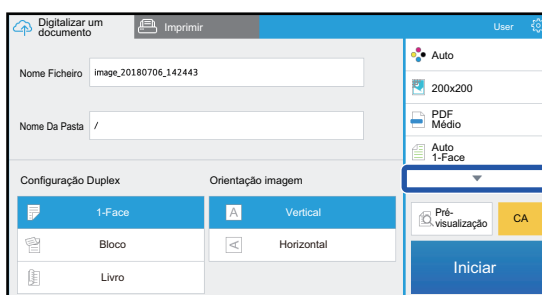 Digitalizar um
documento
Imprimir
User
Nome Ficheiro
image_20180706_142443
Nome Da Pasta
/
Configuração Duplex
Orientação imagem
1-Face
Bloco
Livro
A
Vertical
A
Horizontal
Auto
200x200
PDF
Médio
Auto
1-Face
Pré-
visualização
CA
Iniciar